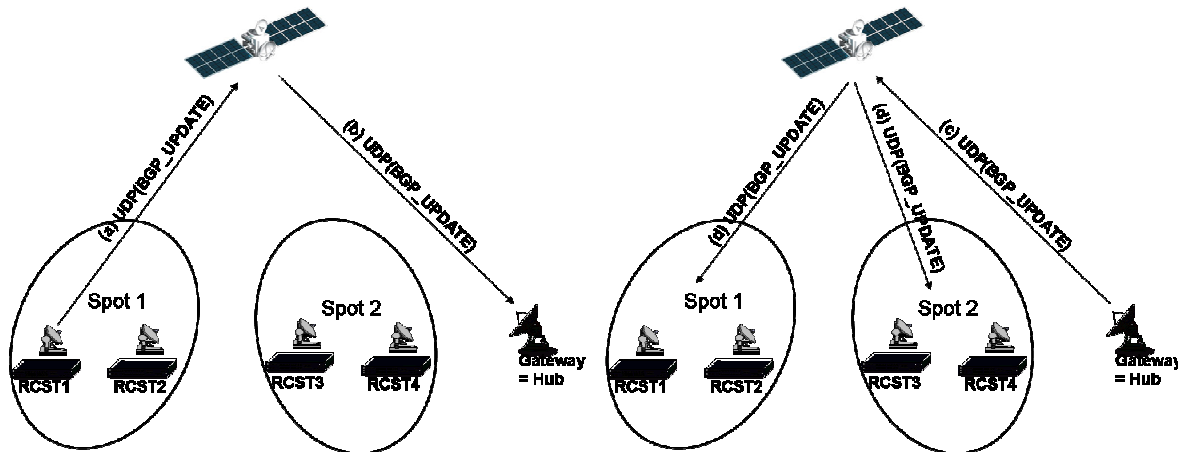 (a) UDP(BGP_UPDATE)
(b) UDP(BGP_UPDATE)
Spot 1
Spot 2
RCST1
RCST2
RCST3
RCST4
Gateway
= Hub
(d) UDP(BGP_UPDATE)
(d) UDP(BGP_UPDATE)
(c) UDP(BGP_UPDATE)
Spot 1
Spot 2
RCST1
RCST2
RCST3
RCST4
Gateway
= Hub